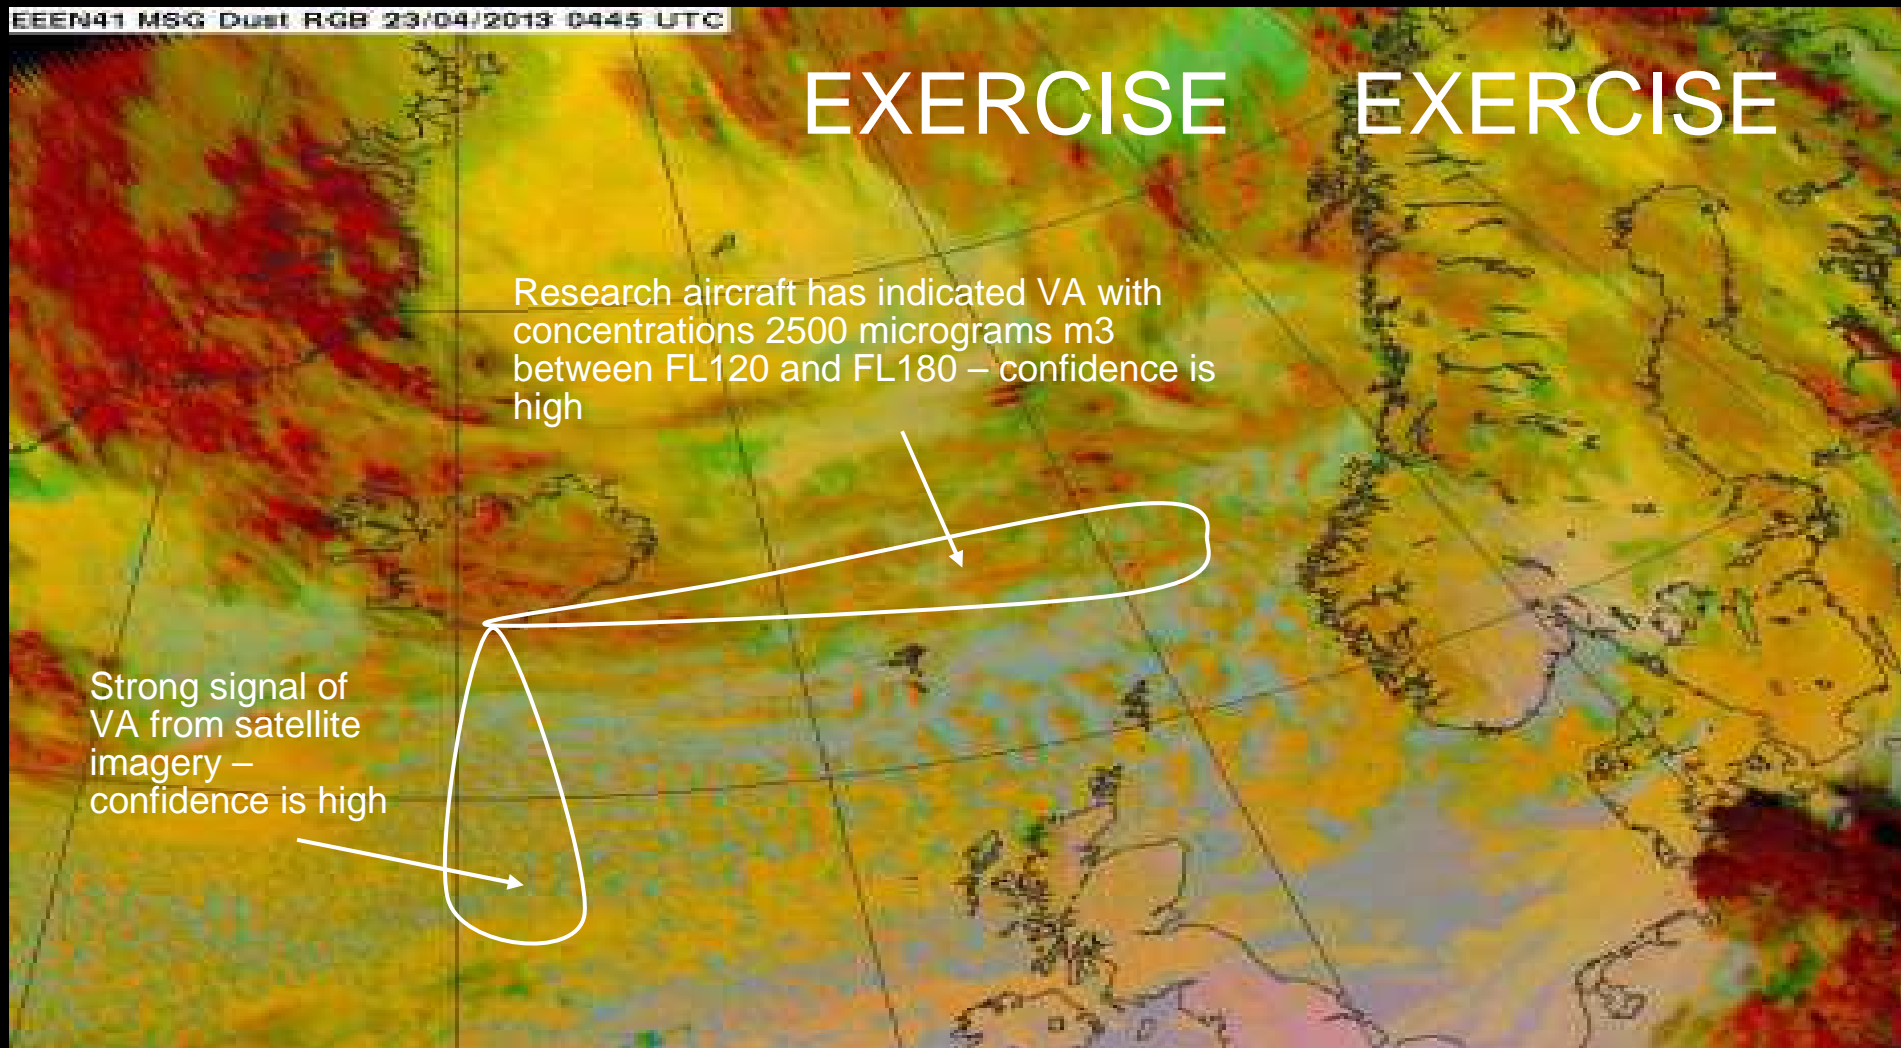 EEEN41 MSG Dust RGB 23/04/2013 0445 UTC
EXERCISE EXERCISE
Research aircraft has indicated VA with
concentrations 2500 micrograms m3
between FL120 and FL180 – confidence is
high
Strong signal of
VA from satellite
imagery –
confidence is high